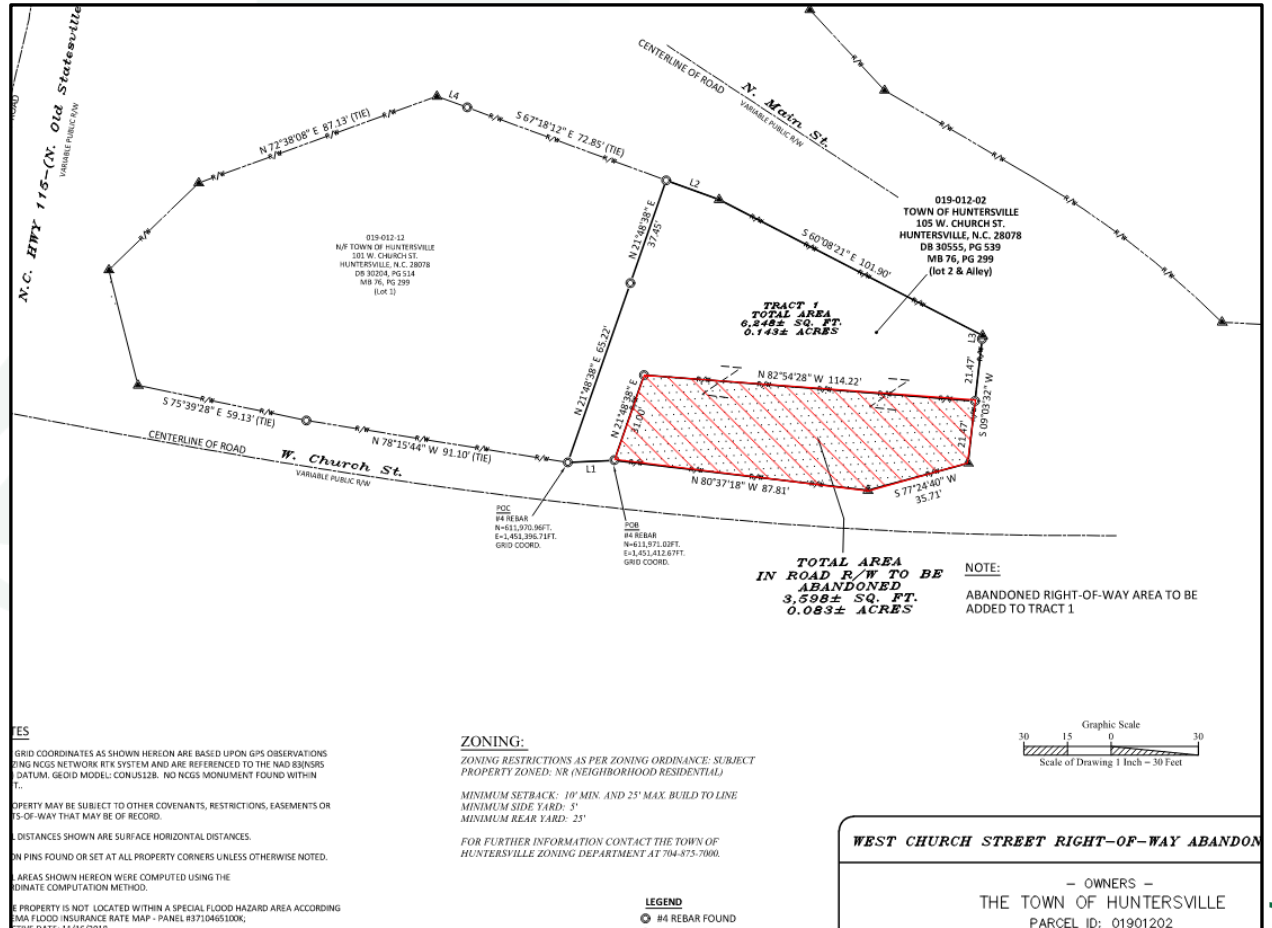 N.C. HWY 115-(N. Old Statesville
VARIABLE PUBLIC R/W
ROAD
N 72°38'08" E 87.13' (TIE)
L4
S 67°18'12" E 72.85' (TIE)
CENTERLINE OF ROAD
N. Main St.
VARIABLE PUBLIC R/W
L2
S 60°08'21" E 101.90'
019-012-02
TOWN OF HUNTERSVILLE
105 W. CHURCH ST.
HUNTERSVILLE, N.C. 28078
DB 30555, PG 539
MB 76, PG 299
(lot 2 & Ailey)
019-012-12
N/F TOWN OF HUNTERSVILLE
101 W. CHURCH ST.
HUNTERSVILLE, N.C. 28078
DB 30204, PG 514
MB 76, PG 299
(Lot 1)
N 21°48'38" E
37.45'
N 21°48'38" E 65.22'
TRACT 1
TOTAL AREA
6,248± SQ. FT.
0.143± ACRES
L3
21.47'
S 09°03'32" W
21.47'
N 82°54'28" W 114.22'
N 21°48'38" E
31.00'
S 75°39'28" E 59.13' (TIE)
N 78°15'44" W 91.10' (TIE)
CENTERLINE OF ROAD
W. Church St.
VARIABLE PUBLIC R/W
L1
N 80°37'18" W 87.81'
S 77°24'40" W
35.71'
POC
#4 REBAR
N=611,970.96FT.
E=1,451,396.71FT.
GRID COORD.
POB
#4 REBAR
N=611,971.02FT.
E=1,451,412.67FT.
GRID COORD.
TOTAL AREA
IN ROAD R/W TO BE
ABANDONED
3,598± SQ. FT.
0.083± ACRES
NOTE:
ABANDONED RIGHT-OF-WAY AREA TO BE
ADDED TO TRACT 1
R/W
TES
GRID COORDINATES AS SHOWN HEREON ARE BASED UPON GPS OBSERVATIONS
ZING NCGS NETWORK RTK SYSTEM AND ARE REFERENCED TO THE NAD 83(NSRS
) DATUM. GEOID MODEL: CONUS12B. NO NCGS MONUMENT FOUND WITHIN
T..
OPERTY MAY BE SUBJECT TO OTHER COVENANTS, RESTRICTIONS, EASEMENTS OR
TS-OF-WAY THAT MAY BE OF RECORD.
DISTANCES SHOWN ARE SURFACE HORIZONTAL DISTANCES.
ON PINS FOUND OR SET AT ALL PROPERTY CORNERS UNLESS OTHERWISE NOTED.
AREAS SHOWN HEREON WERE COMPUTED USING THE
RDINATE COMPUTATION METHOD.
E PROPERTY IS NOT LOCATED WITHIN A SPECIAL FLOOD HAZARD AREA ACCORDING
EMA FLOOD INSURANCE RATE MAP - PANEL #3710465100K;
ZONING:
ZONING RESTRICTIONS AS PER ZONING ORDINANCE: SUBJECT
PROPERTY ZONED: NR (NEIGHBORHOOD RESIDENTIAL)
MINIMUM SETBACK: 10' MIN. AND 25' MAX. BUILD TO LINE
MINIMUM SIDE YARD: 5'
MINIMUM REAR YARD: 25'
FOR FURTHER INFORMATION CONTACT THE TOWN OF
HUNTERSVILLE ZONING DEPARTMENT AT 704-875-7000.
LEGEND
#4 REBAR FOUND
Graphic Scale
30 15 0 30
Scale of Drawing 1 Inch = 30 Feet
WEST CHURCH STREET RIGHT-OF-WAY ABANDON
- OWNERS -
THE TOWN OF HUNTERSVILLE
PARCEL ID: 01901202